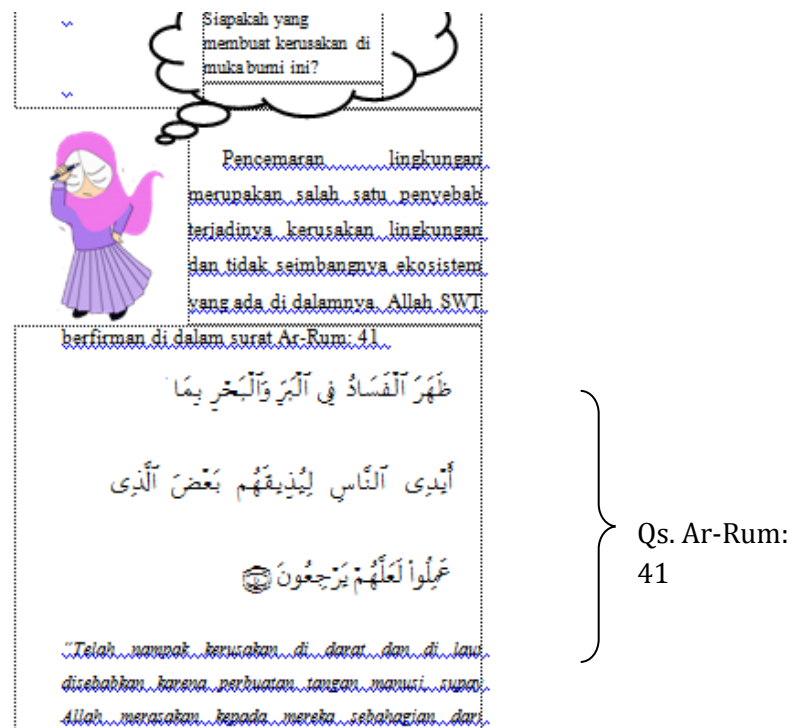 Siapakah yang
membuat kerusakan di
muka bumi ini?
Pencemaran lingkungan
merupakan salah satu penyebab
terjadinya kerusakan lingkungan
dan tidak seimbangnya ekosistem
yang ada di dalamnya. Allah SWT
berfirman di dalam surat Ar-Rum: 41
ظَهَرَ ٱلْفَسَادُ فِى ٱلْبَرِّ وَٱلْبَحْرِ بِمَا
أَيْدِى ٱلنَّاسِ لِيُذِيقَهُم بَعْضَ ٱلَّذِى
عَمِلُوا۟ لَعَلَّهُمْ يَرْجِعُونَ
Qs. Ar-Rum:
41
"Telah nampak kerusakan di darat dan di lau
disebabkan karena perbuatan tangan manusi, supay
Allah merasakan kepada mereka sebahagian dari